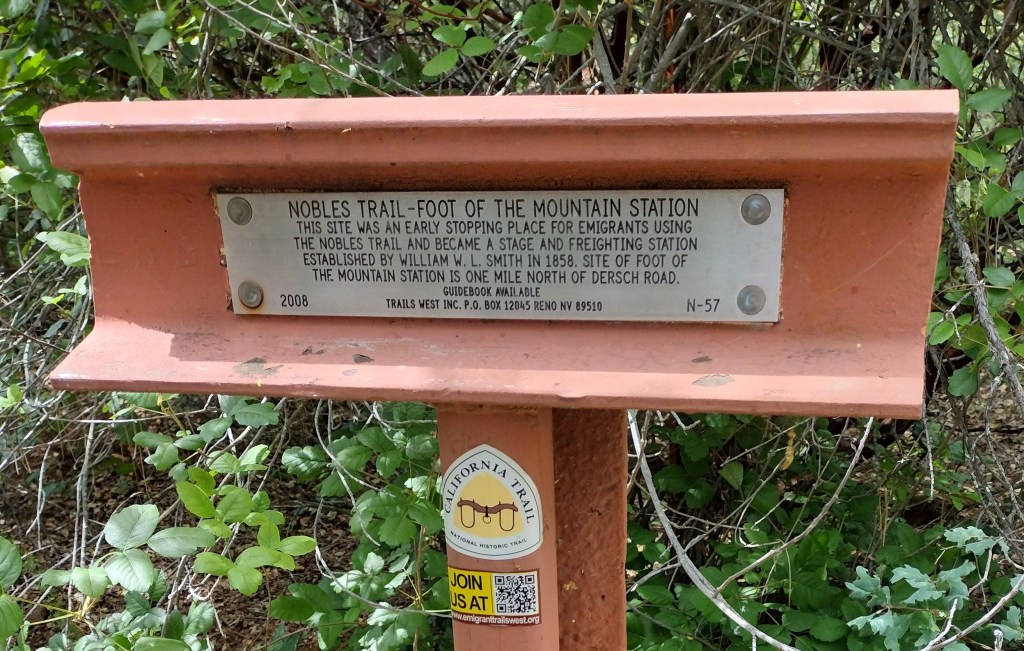 NOBLES TRAIL-FOOT OF THE MOUNTAIN STATION
THIS SITE WAS AN EARLY STOPPING PLACE FOR EMIGRANTS USING
THE NOBLES TRAIL AND BECAME A STAGE AND FREIGHTING STATION
ESTABLISHED BY WILLIAM W. L. SMITH IN 1858. SITE OF FOOT OF
THE MOUNTAIN STATION IS ONE MILE NORTH OF DERSCH ROAD.
GUIDEBOOK AVAILABLE
2008 TRAILS WEST INC. P.O. BOX 12045 RENO NV 89510 N-57
CALIFORNIA TRAIL
NATIONAL HISTORIC TRAIL
JOIN
US AT
www.emigranttrailswest.org